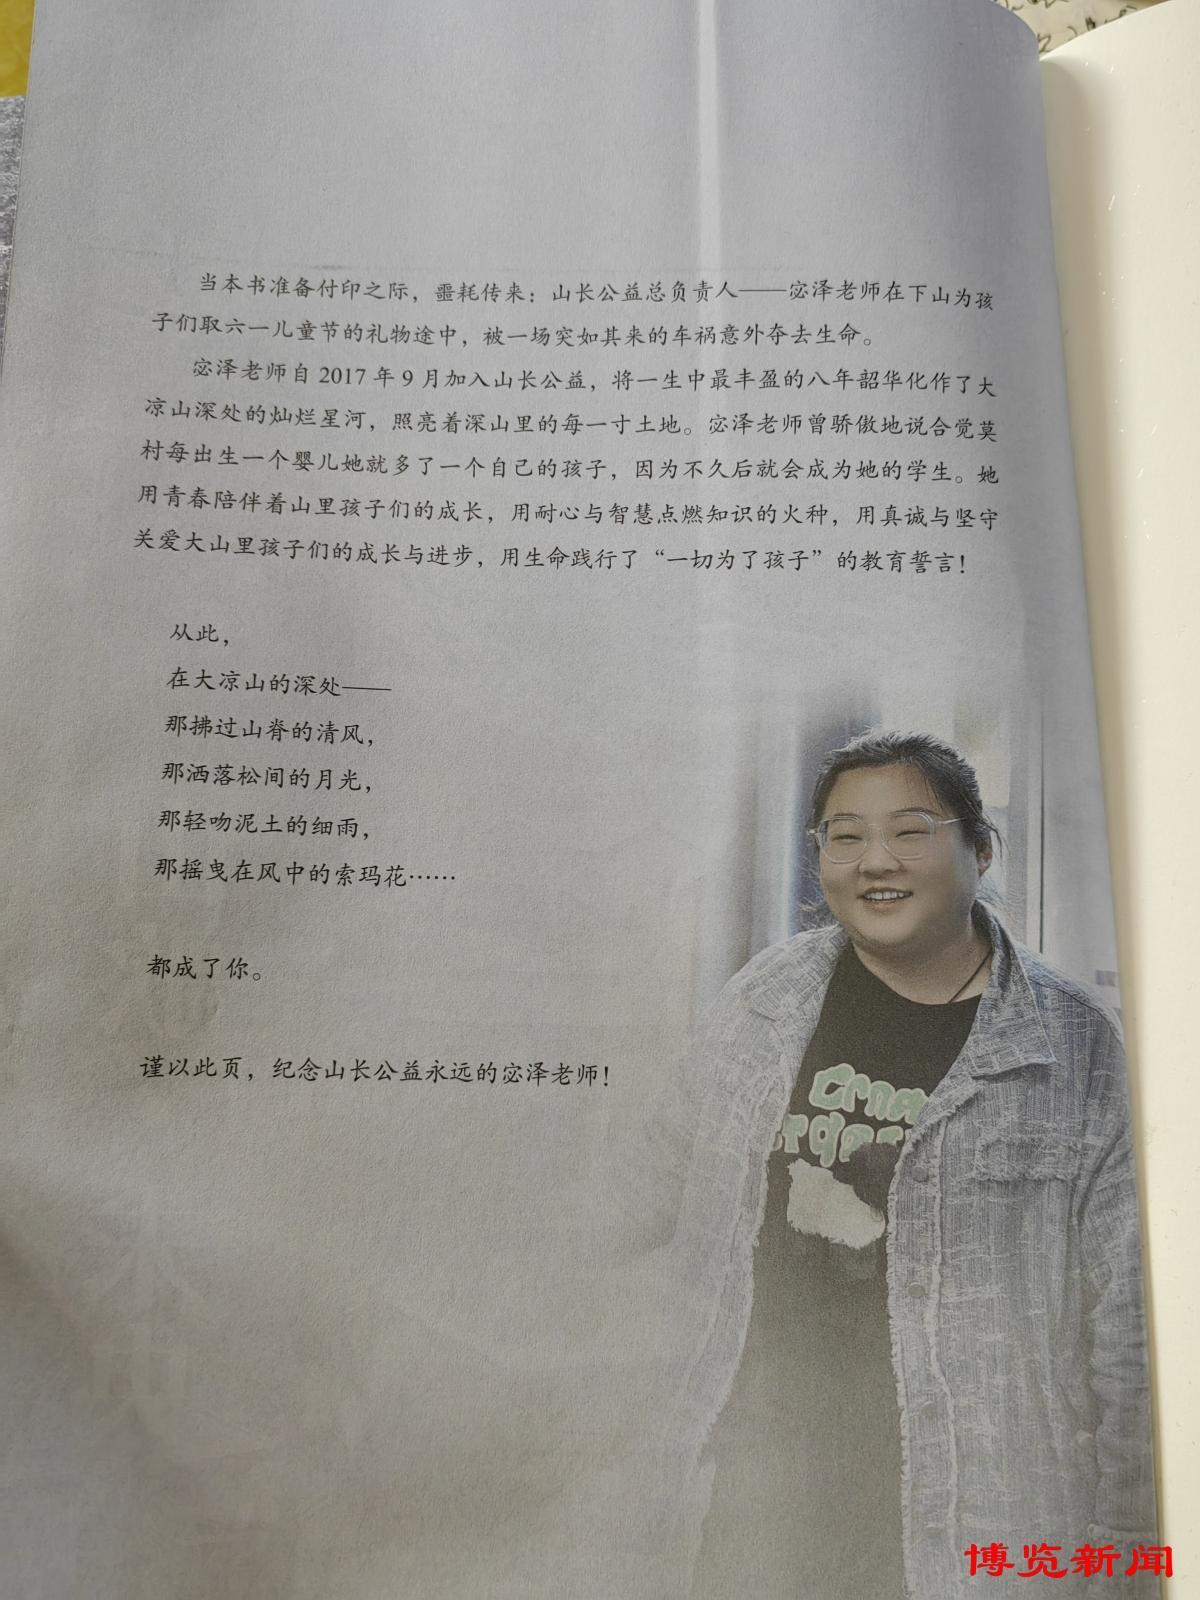 当本书准备付印之际，噩耗传来：山长公益总负责人——宓泽老师在下山为孩
子们取六一儿童节的礼物途中，被一场突如其来的车祸意外夺去生命。
宓泽老师自 2017 年 9 月加入山长公益，将一生中最丰盈的八年韶华化作了大
凉山深处的灿烂星河，照亮着深山里的每一寸土地。宓泽老师曾骄傲地说合觉莫
村每出生一个婴儿她就多了一个自己的孩子，因为不久后就会成为她的学生。她
用青春陪伴着山里孩子们的成长，用耐心与智慧点燃知识的火种，用真诚与坚守
关爱大山里孩子们的成长与进步，用生命践行了“一切为了孩子”的教育誓言！
从此，
在大凉山的深处——
那拂过山脊的清风，
那洒落松间的月光，
那轻吻泥土的细雨，
那摇曳在风中的索玛花……
都成了你。
谨以此页，纪念山长公益永远的宓泽老师！
博览新闻